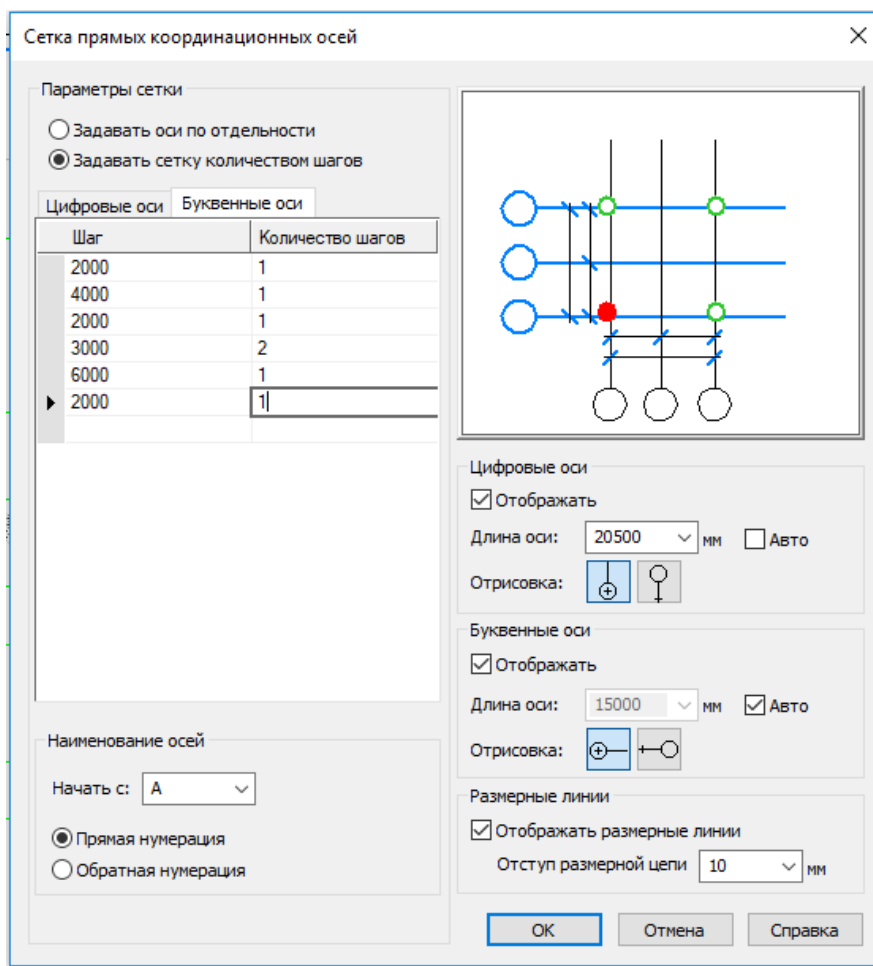 Сетка прямых координационных осей
Параметры сетки
Задавать оси по отдельности
Задавать сетку количеством шагов
Цифровые оси Буквенные оси
Шаг Количество шагов
2000 1
4000 1
2000 1
3000 2
6000 1
2000 1
Наименование осей
Начать с: А
Прямая нумерация
Обратная нумерация
Цифровые оси
Отображать
Длина оси: 20500 мм Авто
Отрисовка:
Буквенные оси
Отображать
Длина оси: 15000 мм Авто
Отрисовка:
Размерные линии
Отображать размерные линии
Отступ размерной цепи 10 мм
OK Отмена Справка